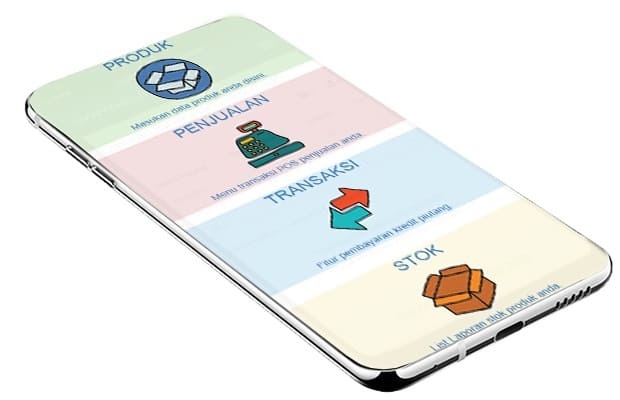 PRODUK
Masukan data produk anda disini.
PENJUALAN
Menu transaksi POS penjualan anda.
TRANSAKSI
Fitur pembayaran kredit piutang.
STOK
List Laporan stok produk anda.